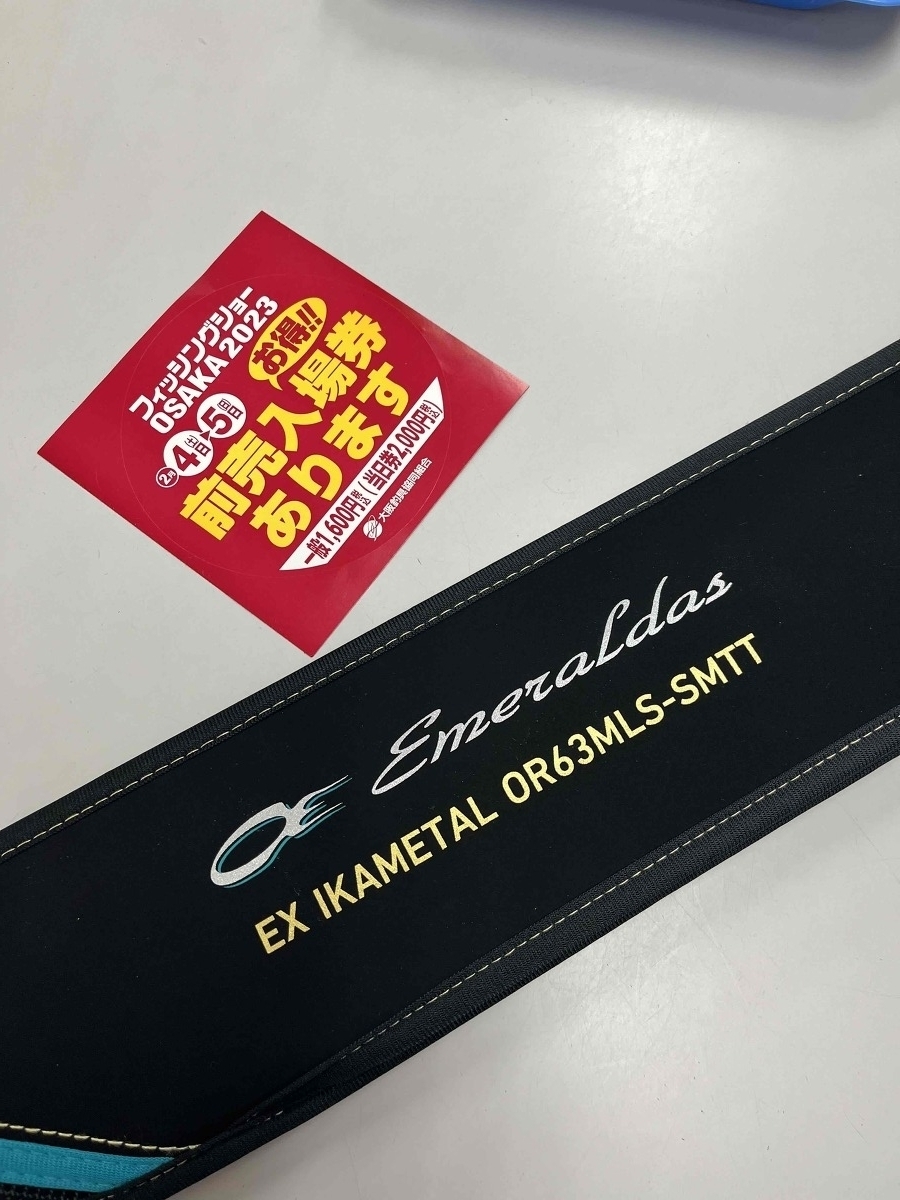 フィッシングショー
OSAKA 2023
2月4土日5日日
お得!!
前売入場券
あります
一般1,600円税込(当日券2,000円税込)
大阪釣具協同組合
Emeraldas
EX IKAMETAL OR63MLS-SMTT